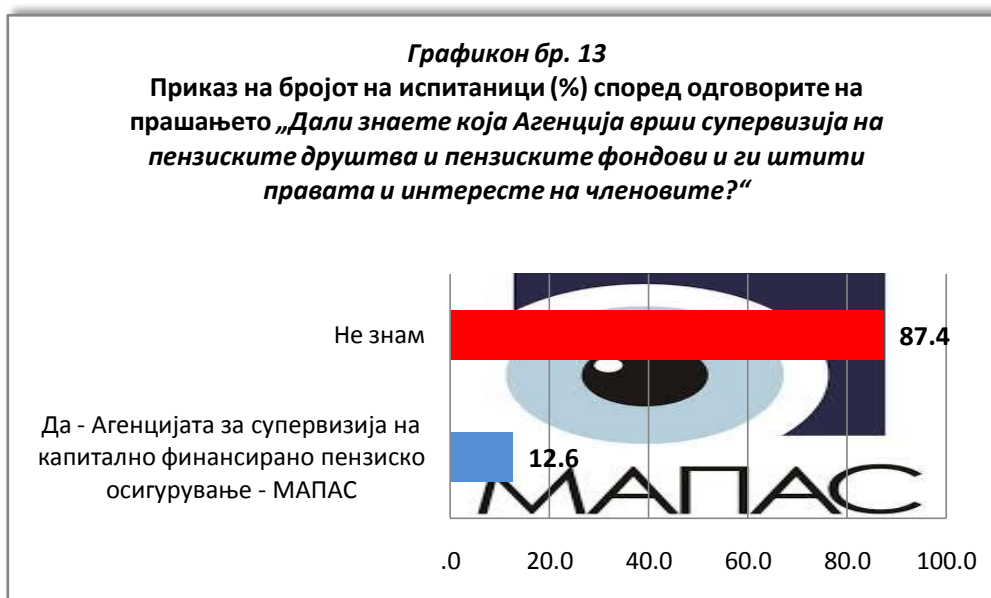 Графикон бр. 13
Приказ на бројот на испитаници (%) според одговорите на
прашањето „Дали знаете која Агенција врши супервизија на
пензиските друштва и пензиските фондови и ги штити
правата и интересте на членовите?“
Не знам
87.4
Да - Агенцијата за супервизија на
капитално финансирано пензиско
осигурување - МАПАС
12.6
МАПАС
.0 20.0 40.0 60.0 80.0 100.0